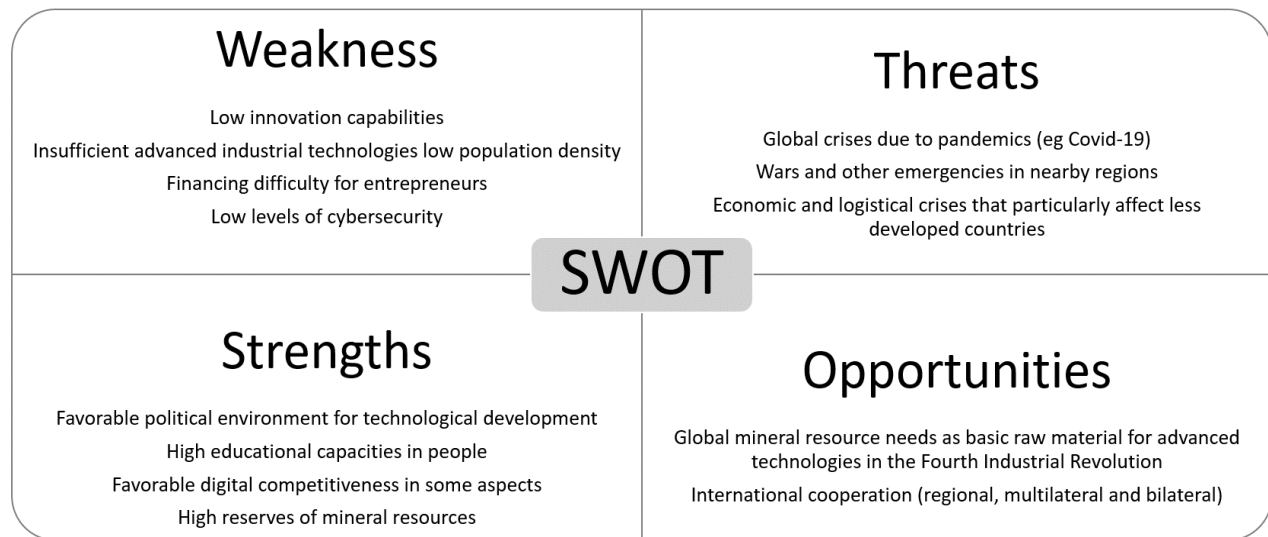 Weakness
Low innovation capabilities
Insufficient advanced industrial technologies low population density
Financing difficulty for entrepreneurs
Low levels of cybersecurity
Threats
Global crises due to pandemics (eg Covid-19)
Wars and other emergencies in nearby regions
Economic and logistical crises that particularly affect less
developed countries
SWOT
Strengths
Favorable political environment for technological development
High educational capacities in people
Favorable digital competitiveness in some aspects
High reserves of mineral resources
Opportunities
Global mineral resource needs as basic raw material for advanced
technologies in the Fourth Industrial Revolution
International cooperation (regional, multilateral and bilateral)